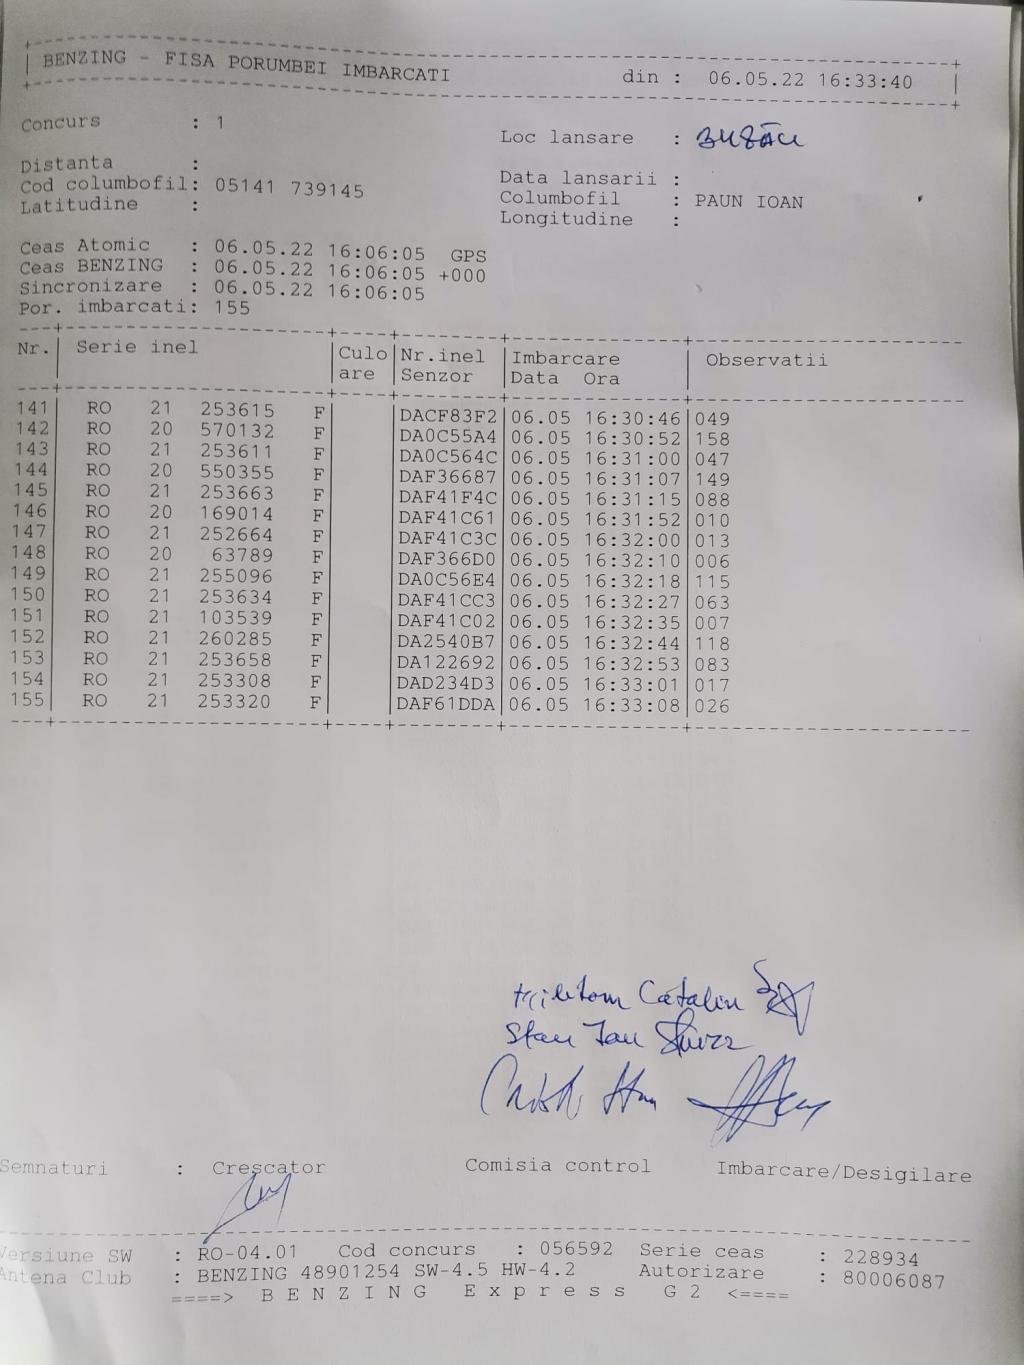 BENZING - FISA PORUMBEI IMBARCATI din : 06.05.22 16:33:40
Concurs : 1
Loc lansare : BUZĂU
Distanta :
Data lansarii :
Cod columbofil: 05141 739145
Columbofil : PAUN IOAN
Latitudine :
Longitudine :
Ceas Atomic : 06.05.22 16:06:05 GPS
Ceas BENZING : 06.05.22 16:06:05 +000
Sincronizare : 06.05.22 16:06:05
Por. imbarcati: 155
Nr. Serie inel Culo Nr.inel Imbarcare Observatii
are Senzor Data Ora
141 RO 21 253615 F DACF83F2 06.05 16:30:46 049
142 RO 20 570132 F DA0C55A4 06.05 16:30:52 158
143 RO 21 253611 F DA0C564C 06.05 16:31:00 047
144 RO 20 550355 F DAF36687 06.05 16:31:07 149
145 RO 21 253663 F DAF41F4C 06.05 16:31:15 088
146 RO 20 169014 F DAF41C61 06.05 16:31:52 010
147 RO 21 252664 F DAF41C3C 06.05 16:32:00 013
148 RO 20 63789 F DAF366D0 06.05 16:32:10 006
149 RO 21 255096 F DA0C56E4 06.05 16:32:18 115
150 RO 21 253634 F DAF41CC3 06.05 16:32:27 063
151 RO 21 103539 F DAF41C02 06.05 16:32:35 007
152 RO 21 260285 F DA2540B7 06.05 16:32:44 118
153 RO 21 253658 F DA122692 06.05 16:32:53 083
154 RO 21 253308 F DAD234D3 06.05 16:33:01 017
155 RO 21 253320 F DAF61DDA 06.05 16:33:08 026
Catalin
Stan Ian
Semnaturi : Crescator Comisia control Imbarcare/Desigilare
Versiune SW : RO-04.01 Cod concurs : 056592 Serie ceas : 228934
Antena Club : BENZING 48901254 SW-4.5 HW-4.2 Autorizare : 80006087
====> B E N Z I N G E x p r e s s G 2 <====